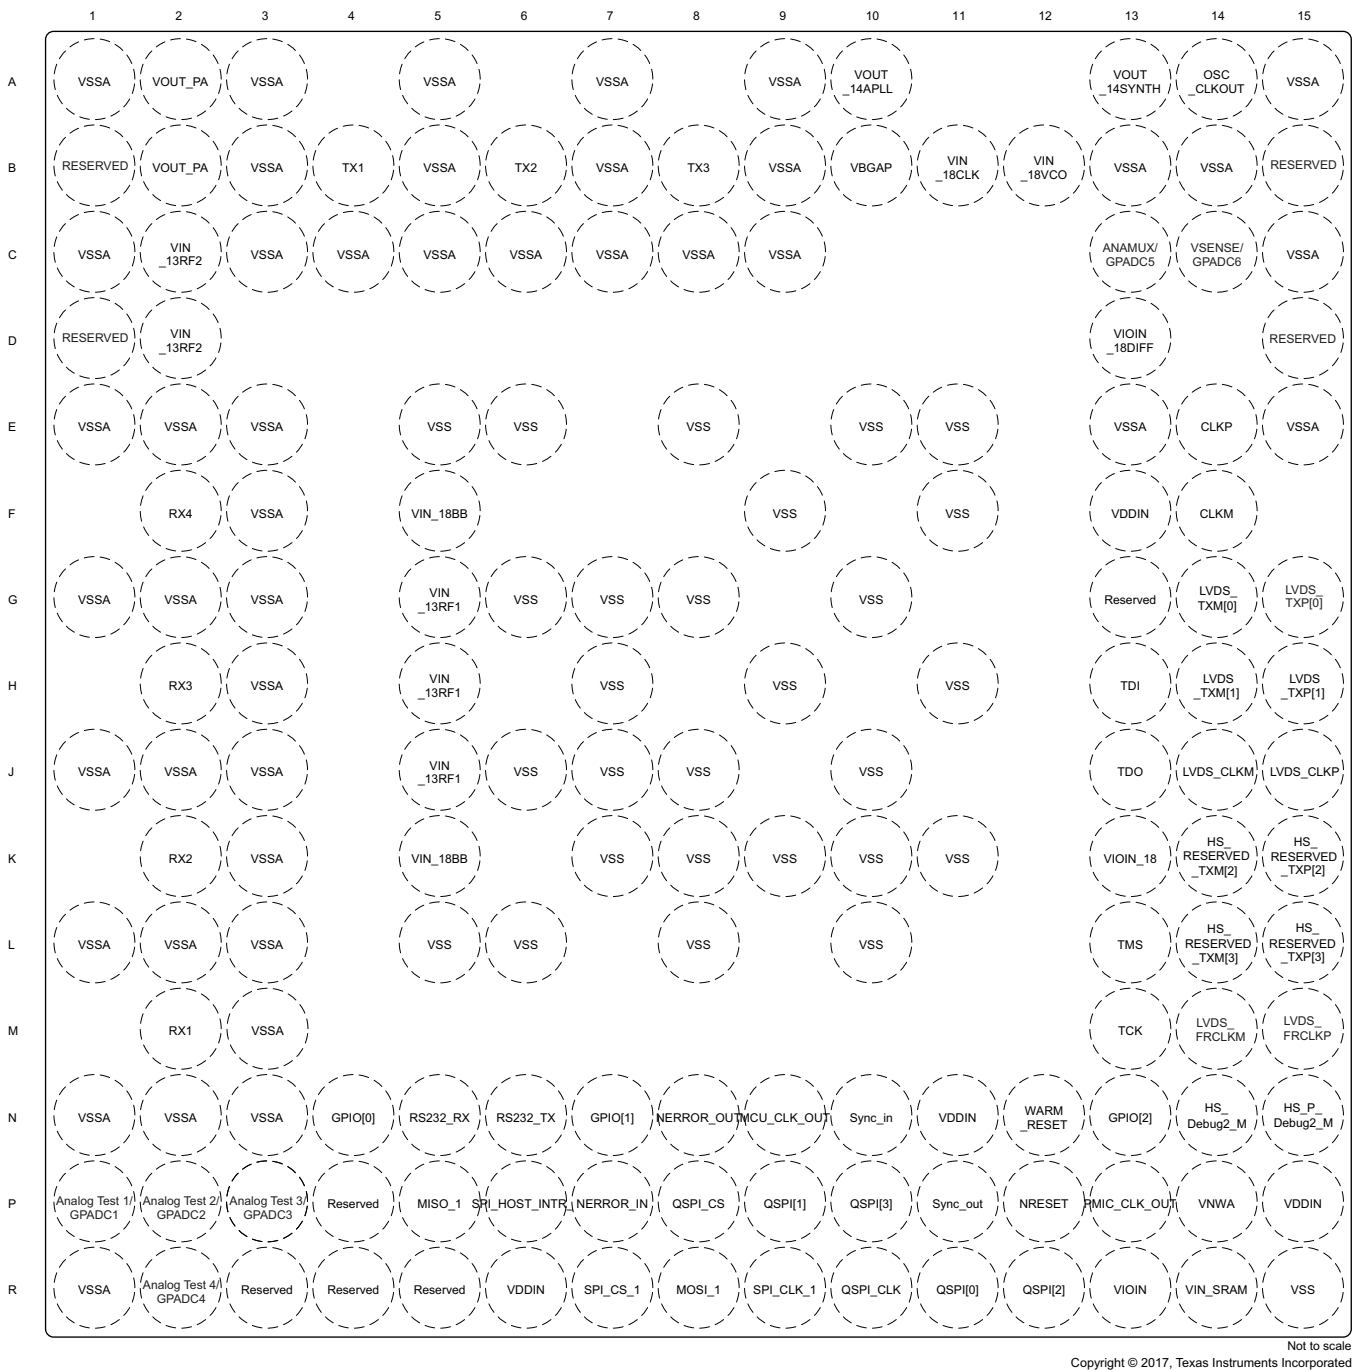 1 2 3 4 5 6 7 8 9 10 11 12 13 14 15
A VSSA VOUT_PA VSSA VSSA VSSA VSSA VOUT _14APLL VOUT _14SYNTH OSC _CLKOUT VSSA
B RESERVED VOUT_PA VSSA TX1 VSSA TX2 VSSA TX3 VSSA VBGAP VIN _18CLK VIN _18VCO VSSA VSSA RESERVED
C VSSA VIN _13RF2 VSSA VSSA VSSA VSSA VSSA VSSA VSSA ANAMUX/ GPADC5 VSENSE/ GPADC6 VSSA
D RESERVED VIN _13RF2 VIOIN _18DIFF RESERVED
E VSSA VSSA VSSA VSS VSS VSS VSS VSS VSSA CLKP VSSA
F RX4 VSSA VIN_18BB VSS VSS VDDIN CLKM
G VSSA VSSA VSSA VIN _13RF1 VSS VSS VSS VSS Reserved LVDS_ TXM[0] LVDS_ TXP[0]
H RX3 VSSA VIN _13RF1 VSS VSS VSS TDI LVDS _TXM[1] LVDS _TXP[1]
J VSSA VSSA VSSA VIN _13RF1 VSS VSS VSS VSS TDO LVDS_CLKM LVDS_CLKP
K RX2 VSSA VIN_18BB VSS VSS VSS VSS VSS VIOIN_18 HS_ RESERVED _TXM[2] HS_ RESERVED _TXP[2]
L VSSA VSSA VSSA VSS VSS VSS VSS TMS HS_ RESERVED _TXM[3] HS_ RESERVED _TXP[3]
M RX1 VSSA TCK LVDS_ FRCLKM LVDS_ FRCLKP
N VSSA VSSA VSSA GPIO[0] RS232_RX RS232_TX GPIO[1] NERROR_OUT MCU_CLK_OUT Sync_in VDDIN WARM _RESET GPIO[2] HS_ Debug2_M HS_P_ Debug2_M
P Analog Test 1/ GPADC1 Analog Test 2/ GPADC2 Analog Test 3/ GPADC3 Reserved MISO_1 SPI_HOST_INTR_ NERROR_IN QSPI_CS QSPI[1] QSPI[3] Sync_out NRESET PMIC_CLK_OUT VNWA VDDIN
R VSSA Analog Test 4/ GPADC4 Reserved Reserved Reserved VDDIN SPI_CS_1 MOSI_1 SPI_CLK_1 QSPI_CLK QSPI[0] QSPI[2] VIOIN VIN_SRAM VSS
Not to scale
Copyright © 2017, Texas Instruments Incorporated